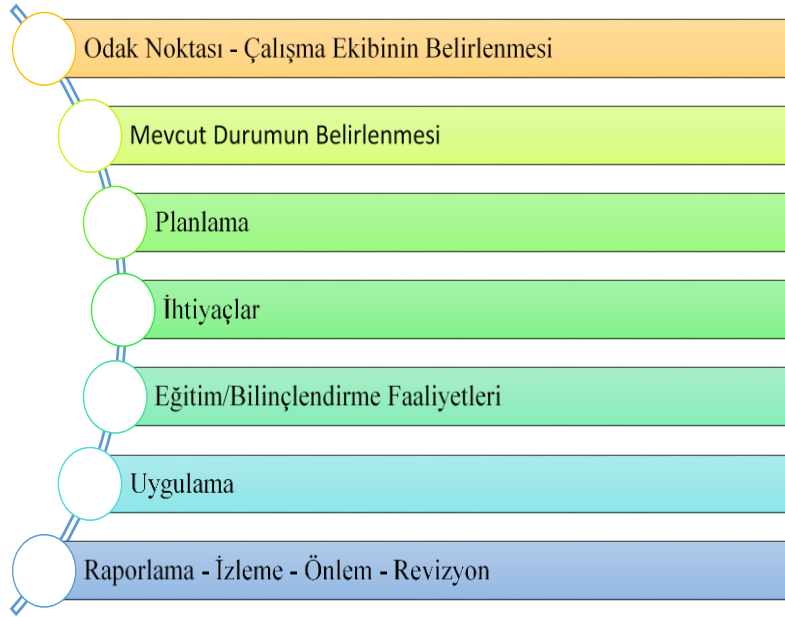 Odak Noktası - Çalışma Ekibinin Belirlenmesi
Mevcut Durumun Belirlenmesi
Planlama
İhtiyaçlar
Eğitim/Bilinçlendirme Faaliyetleri
Uygulama
Raporlama - İzleme - Önlem - Revizyon